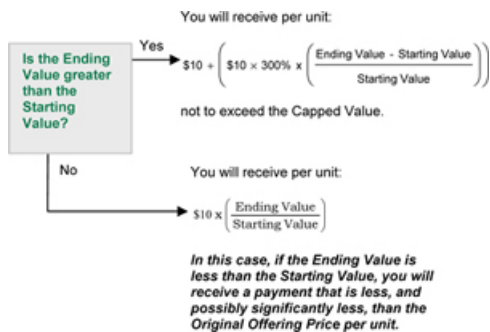 You will receive per unit:
Is the Ending
Value greater
than the
Starting
Value?
Yes
$10 + ( $10 × 300% x ( Ending Value - Starting Value
Starting Value ) )
not to exceed the Capped Value.
No
You will receive per unit:
$10 x ( Ending Value
Starting Value )
In this case, if the Ending Value is
less than the Starting Value, you will
receive a payment that is less, and
possibly significantly less, than the
Original Offering Price per unit.